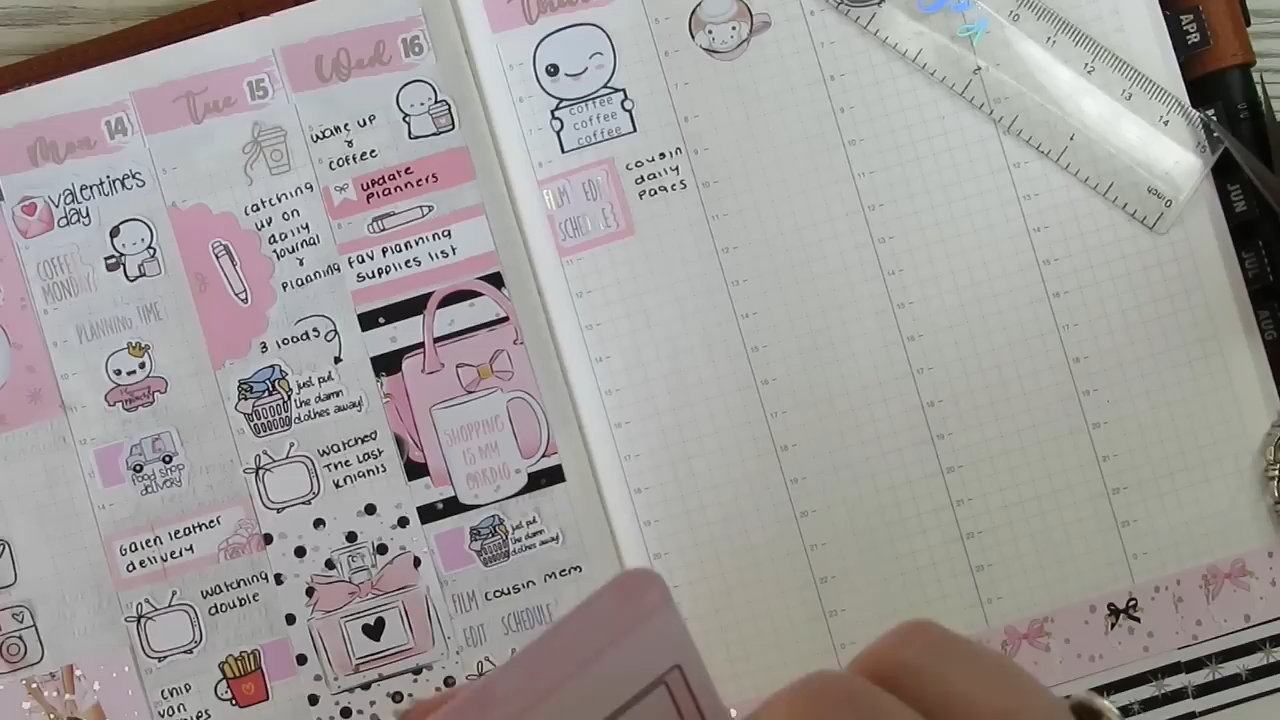 Mon 14
valentine's
day
COFFEE
MONDAY
PLANNING TIME
food shop
delivery
Galen leather
delivery
watching
double
Tue 15
catching
up on
daily
journal
&
planning
3 loads
just put
the damn
clothes away!
watched
The Last
Knights
chip
van
Wed 16
wake up
&
coffee
update
planners
fav planning
supplies list
SHOPPING
IS MY
CARDIO
just put
the damn
clothes away!
FILM cousin mem
EDIT SCHEDULE
coffee
coffee
coffee
FILM EDIT
SCHEDULE
cousin
daily
pages
APR
JUN
JUL
AUG